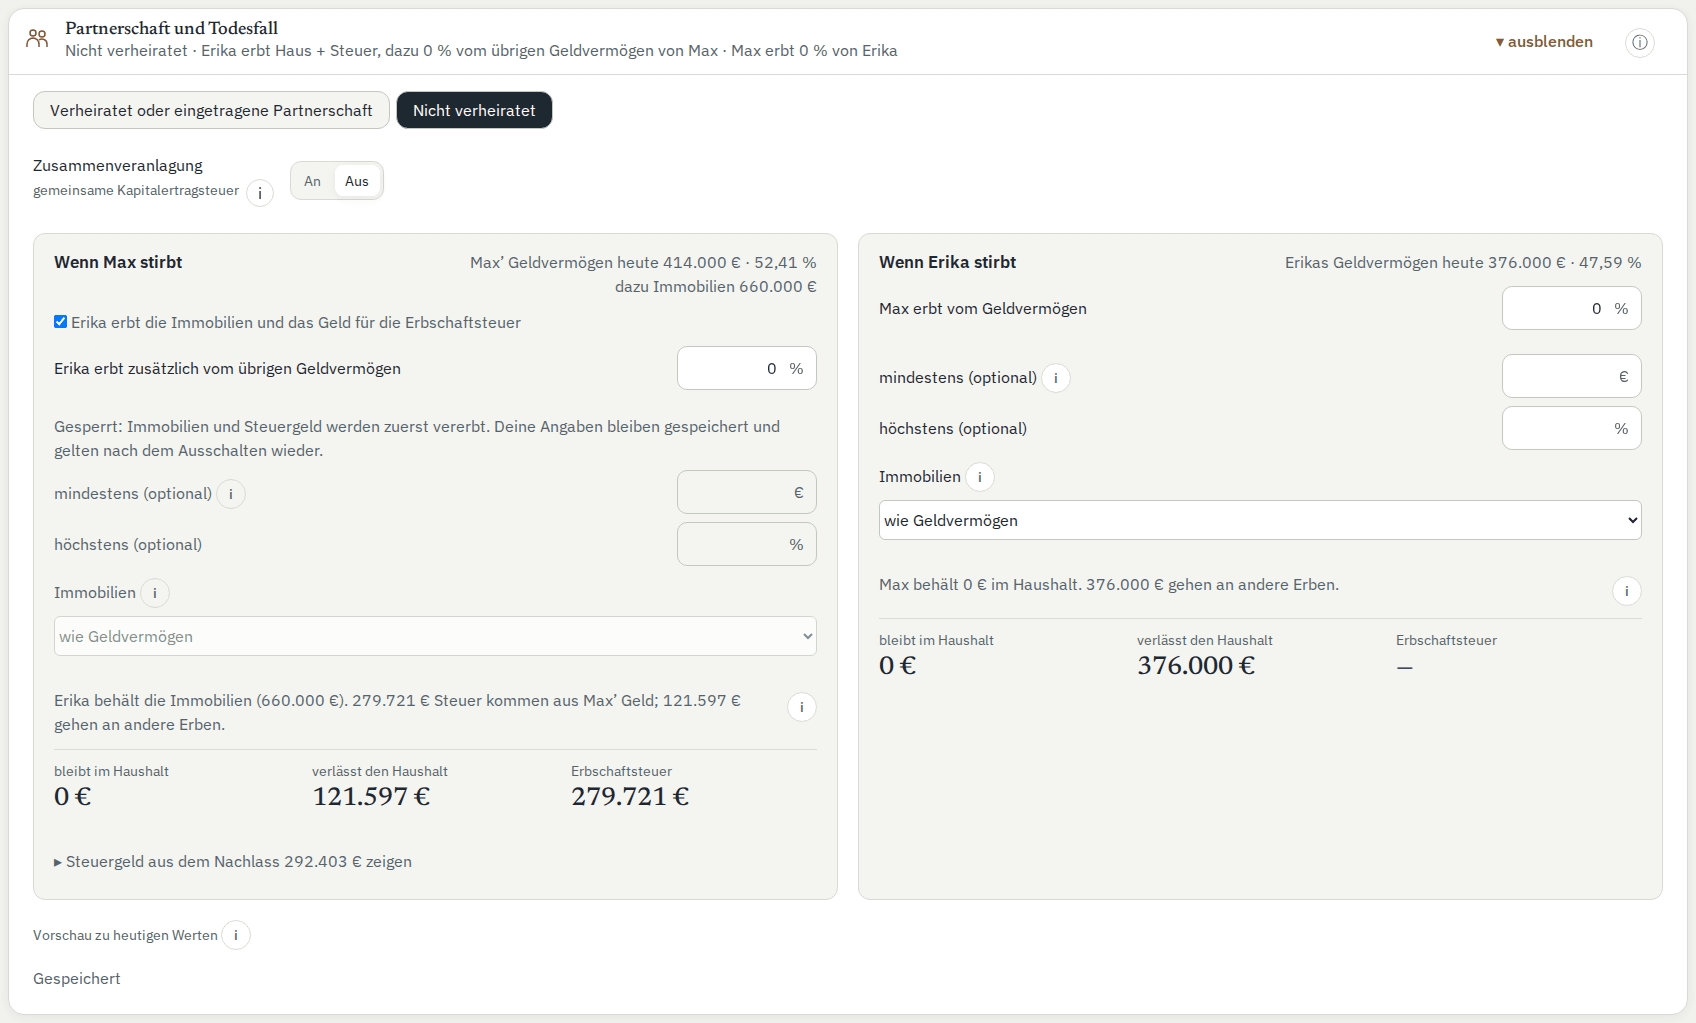 Partnerschaft und Todesfall
Nicht verheiratet · Erika erbt Haus + Steuer, dazu 0 % vom übrigen Geldvermögen von Max · Max erbt 0 % von Erika
▾ ausblenden
Verheiratet oder eingetragene Partnerschaft
Nicht verheiratet
Zusammenveranlagung
gemeinsame Kapitalertragsteuer i
An Aus
Wenn Max stirbt
Max’ Geldvermögen heute 414.000 € · 52,41 %
dazu Immobilien 660.000 €
Erika erbt die Immobilien und das Geld für die Erbschaftsteuer
Erika erbt zusätzlich vom übrigen Geldvermögen 0 %
Gesperrt: Immobilien und Steuergeld werden zuerst vererbt. Deine Angaben bleiben gespeichert und
gelten nach dem Ausschalten wieder.
mindestens (optional) i €
höchstens (optional) %
Immobilien i
wie Geldvermögen
Erika behält die Immobilien (660.000 €). 279.721 € Steuer kommen aus Max’ Geld; 121.597 €
gehen an andere Erben.
i
bleibt im Haushalt verlässt den Haushalt Erbschaftsteuer
0 € 121.597 € 279.721 €
▸ Steuergeld aus dem Nachlass 292.403 € zeigen
Wenn Erika stirbt
Erikas Geldvermögen heute 376.000 € · 47,59 %
Max erbt vom Geldvermögen 0 %
mindestens (optional) i €
höchstens (optional) %
Immobilien i
wie Geldvermögen
Max behält 0 € im Haushalt. 376.000 € gehen an andere Erben. i
bleibt im Haushalt verlässt den Haushalt Erbschaftsteuer
0 € 376.000 € –
Vorschau zu heutigen Werten i
Gespeichert